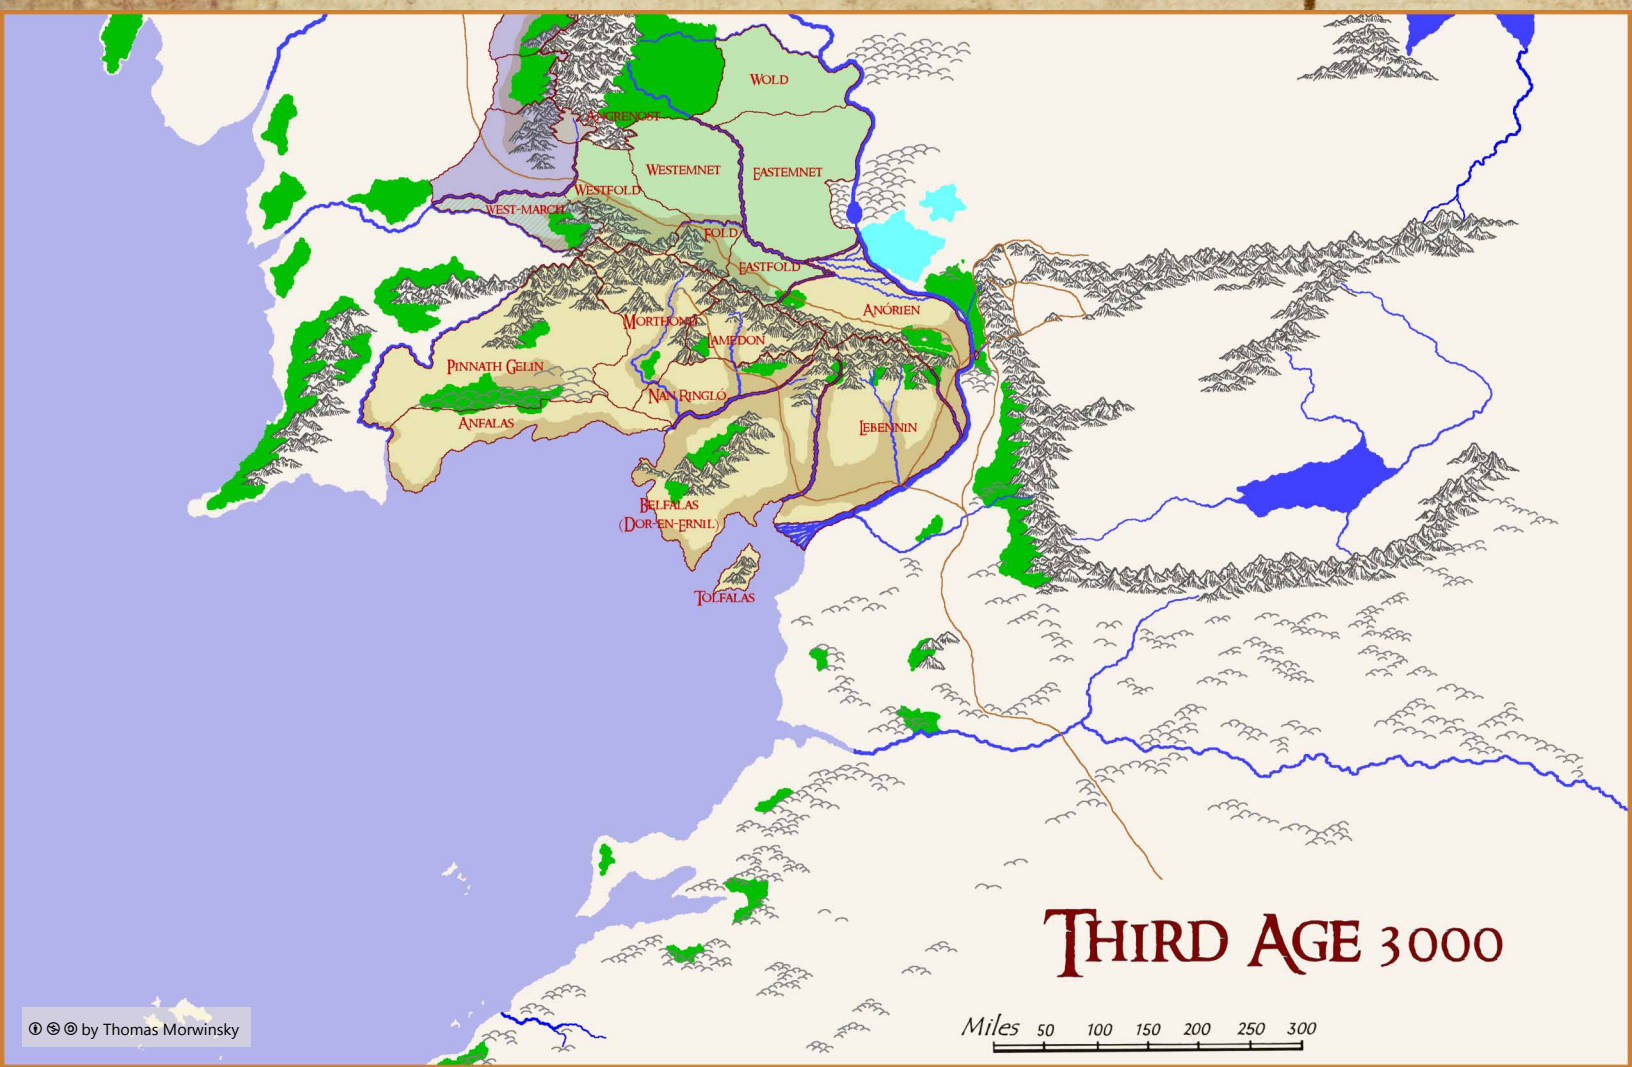 Wold
Angrenost
Westemnet
Eastemnet
Westfold
West-march
Fold
Eastfold
Anórien
Morthond
Lamedon
Pinnath Gelin
Nan Ringló
Anfalas
Lebennin
Belfalas
(Dor-en-Ernil)
Tolfalas
Third Age 3000
Miles 50 100 150 200 250 300
by Thomas Morwinsky